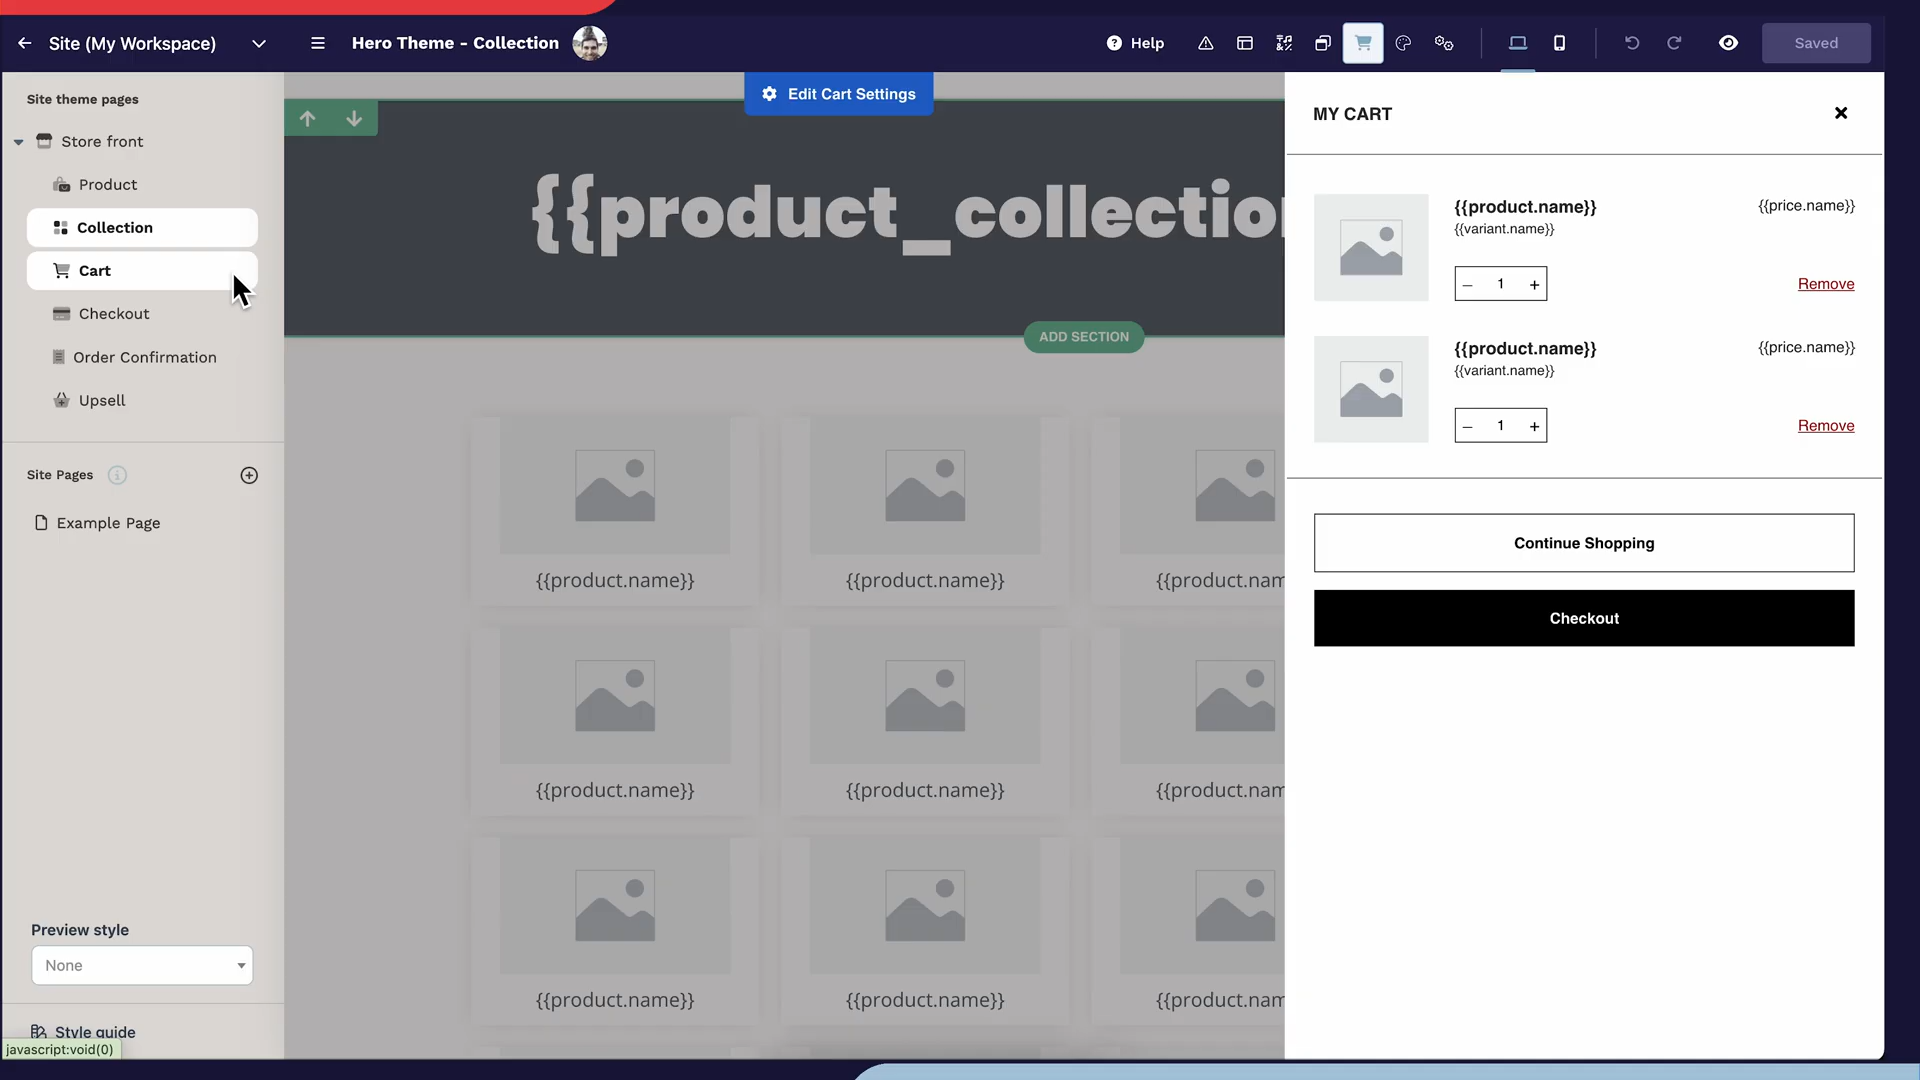 Site (My Workspace)
Hero Theme - Collection
Help
Saved
Site theme pages
Store front
Product
Collection
Cart
Checkout
Order Confirmation
Upsell
Site Pages
Example Page
Preview style
None
Style guide
javascript:void(0)
Edit Cart Settings
{{product_collection
ADD SECTION
{{product.name}}
{{product.name}}
{{product.nam
{{product.name}}
{{product.name}}
{{product.nam
{{product.name}}
{{product.name}}
{{product.nam
MY CART
{{product.name}}
{{price.name}}
{{variant.name}}
– 1 +
Remove
{{product.name}}
{{price.name}}
{{variant.name}}
– 1 +
Remove
Continue Shopping
Checkout